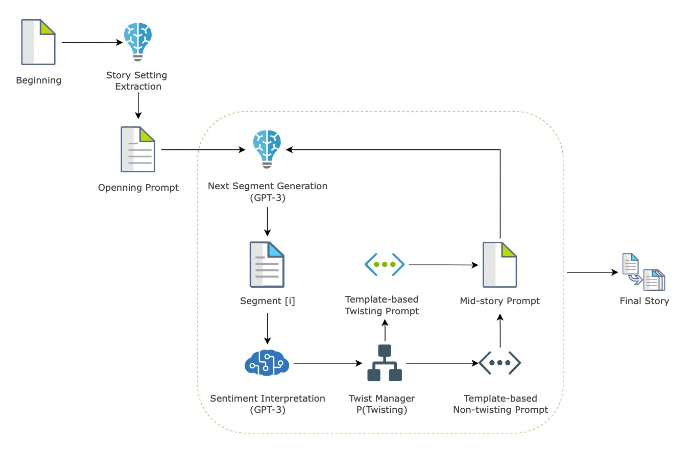 Beginning
Story Setting
Extraction
Openning Prompt
Next Segment Generation
(GPT-3)
Segment [i]
Template-based
Twisting Prompt
Mid-story Prompt
Final Story
Sentiment Interpretation
(GPT-3)
Twist Manager
P(Twisting)
Template-based
Non-twisting Prompt